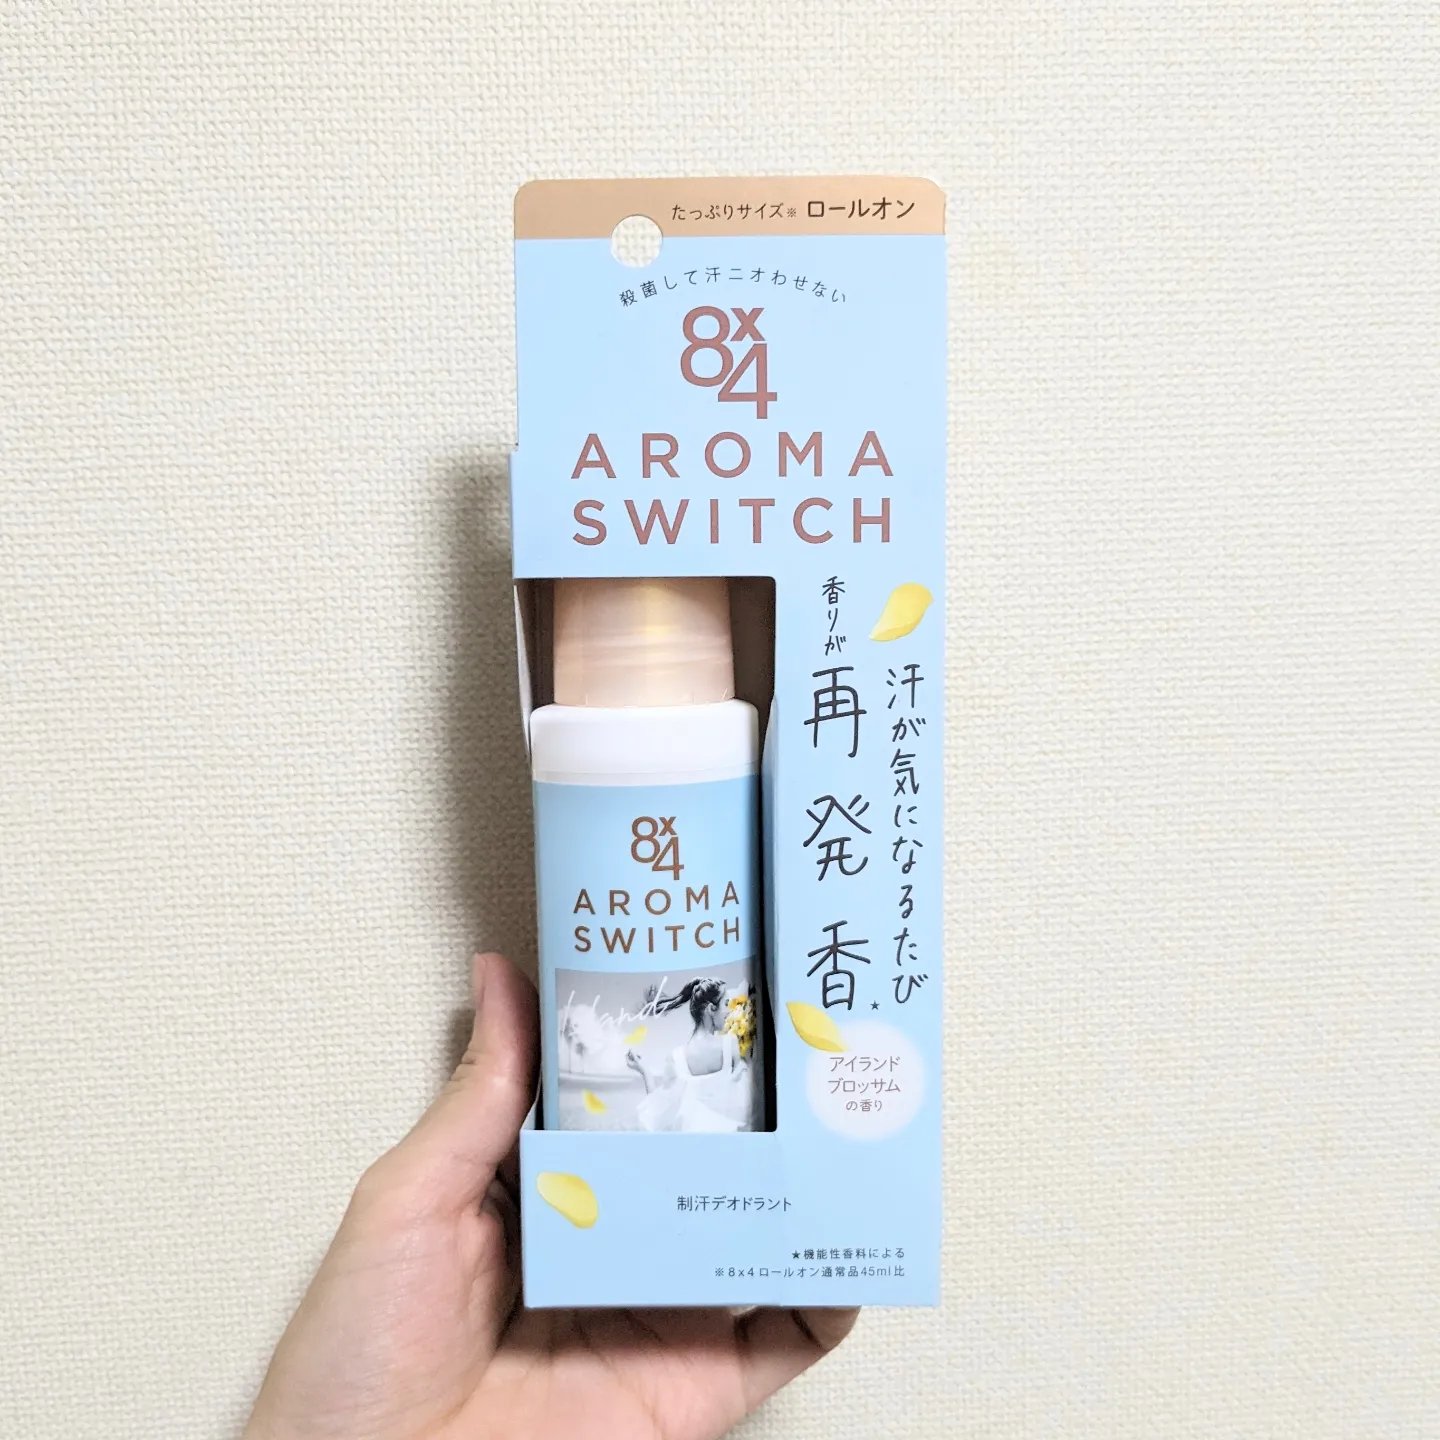 たっぷりサイズ※ ロールオン
殺菌して汗ニオわせない
8x4
AROMA
SWITCH
汗が気になるたび
香りが
再発香★
アイランド
ブロッサム
の香り
8x4
AROMA
SWITCH
Island
制汗デオドラント
★機能性香料による
※8x4ロールオン通常品45ml比